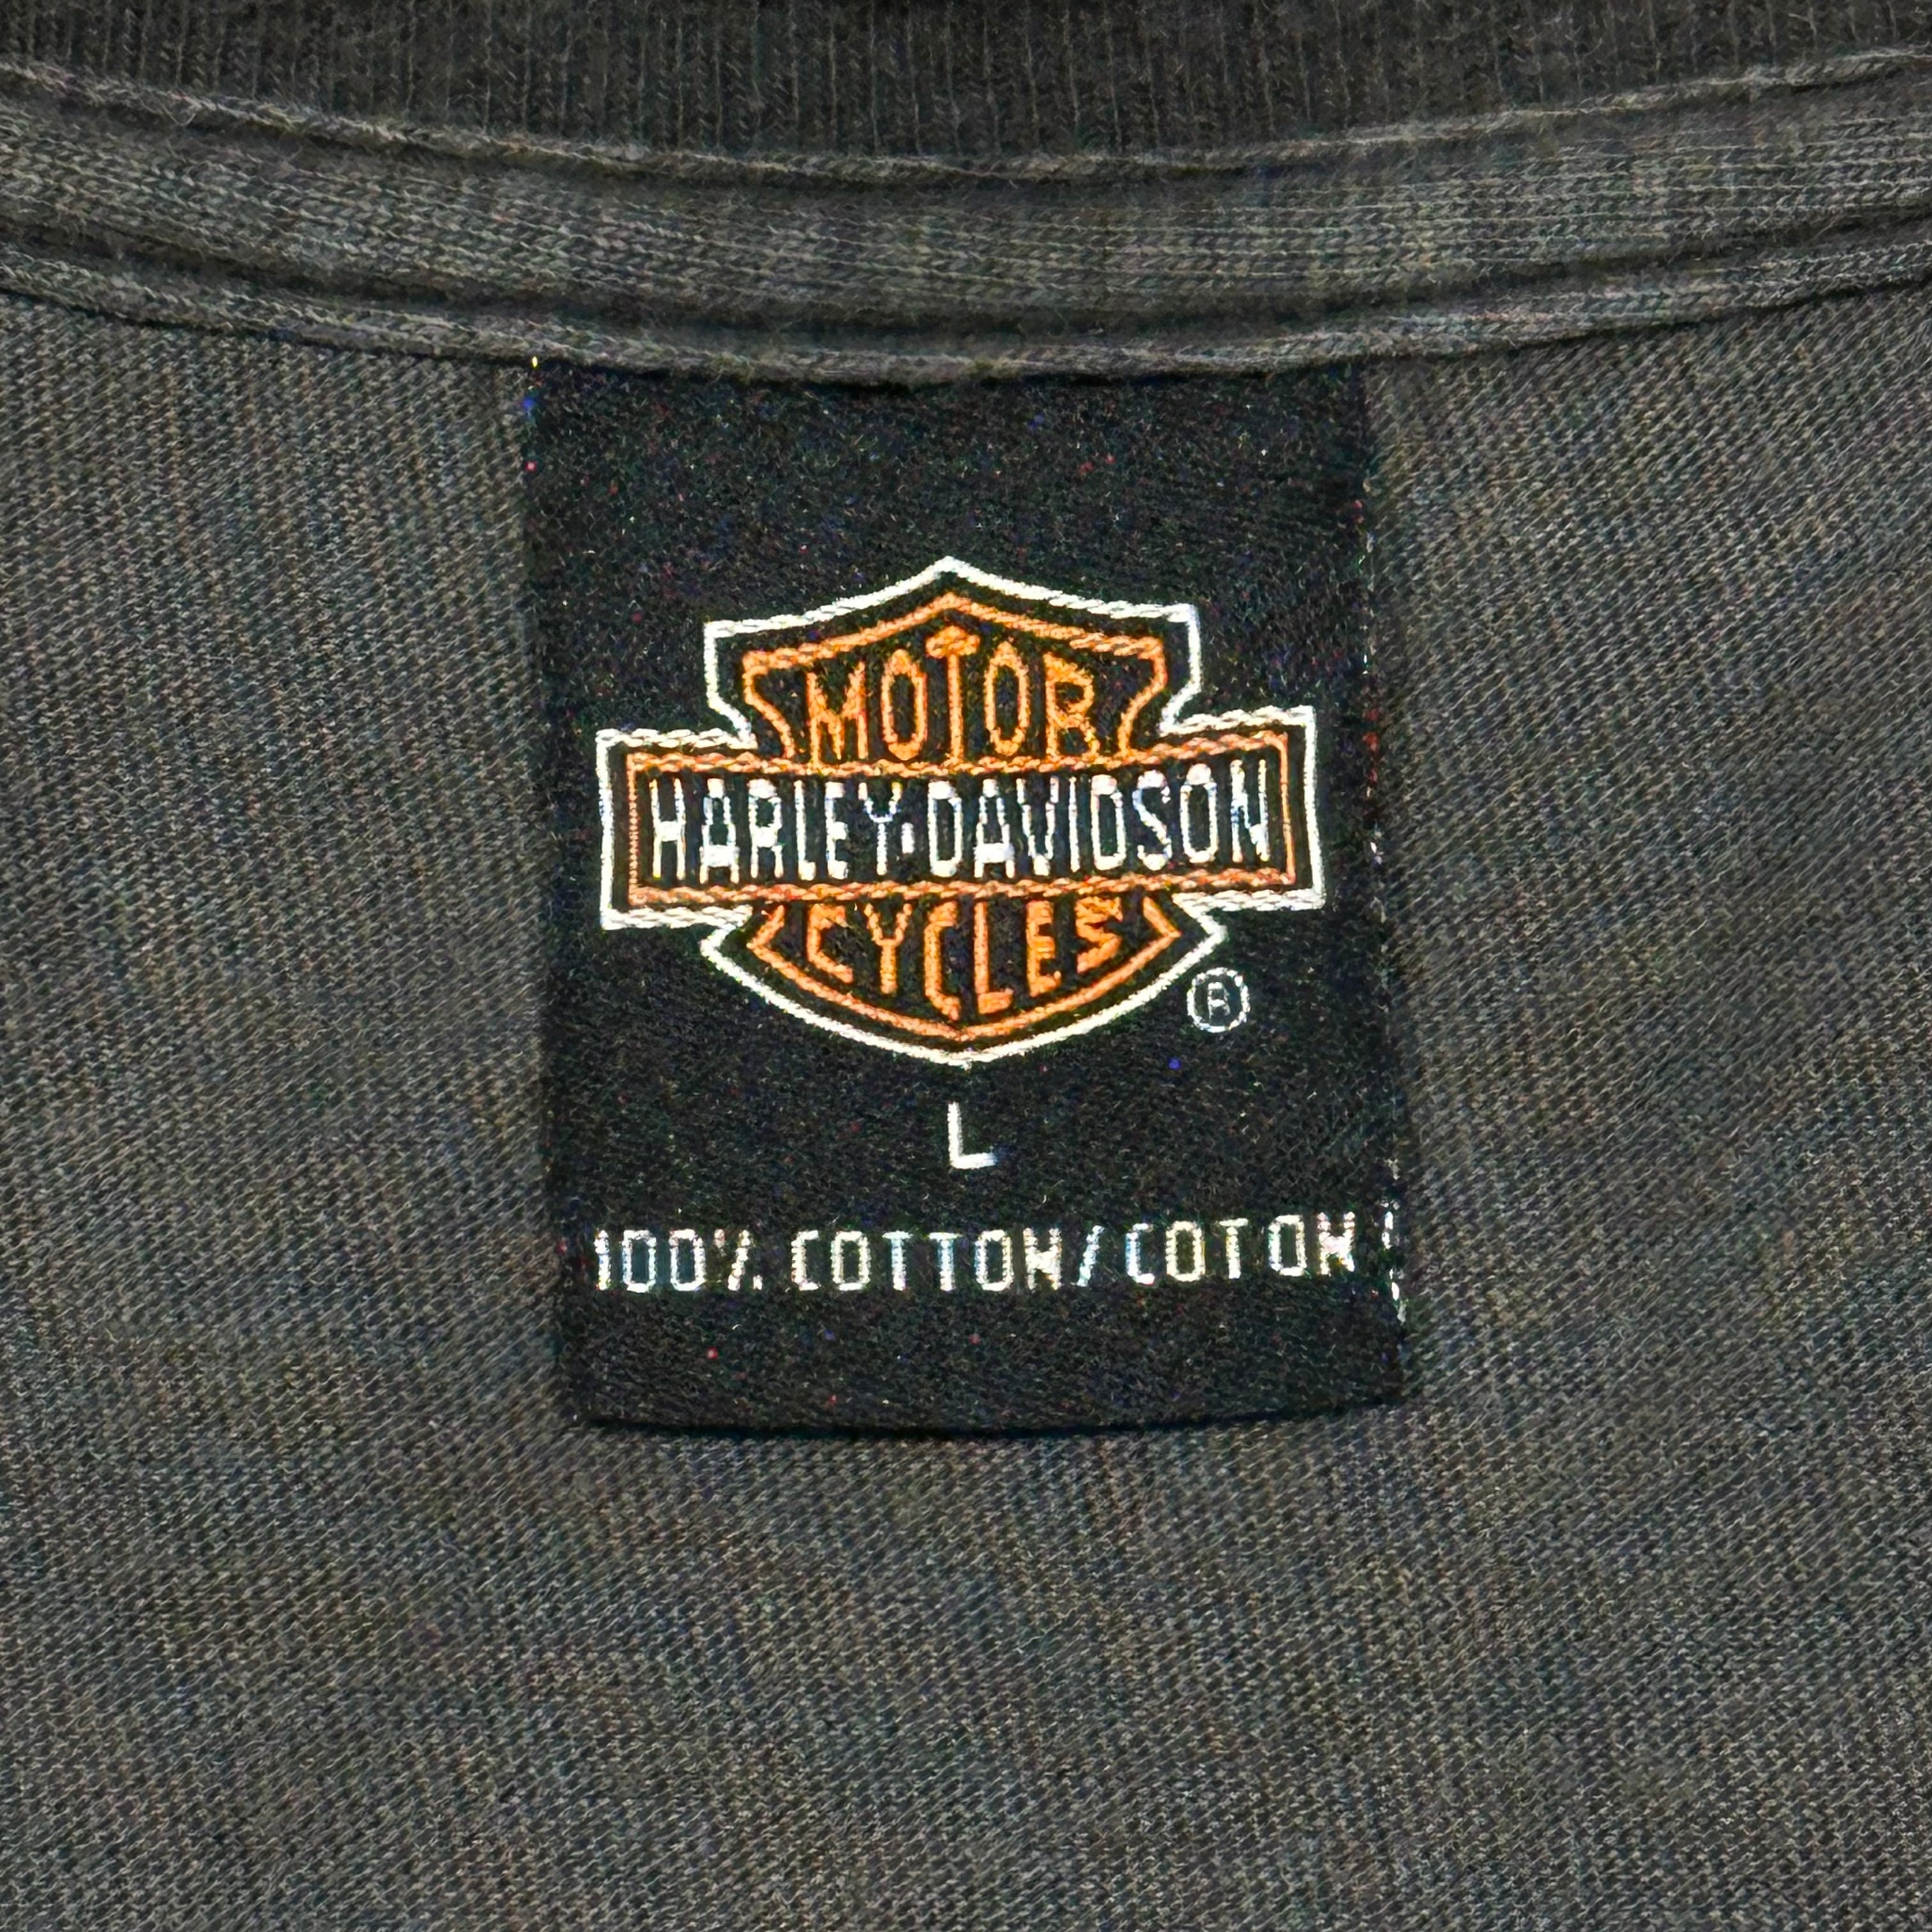 MOTOR
HARLEY-DAVIDSON
CYCLES
®
L
100% COTTON/COTON